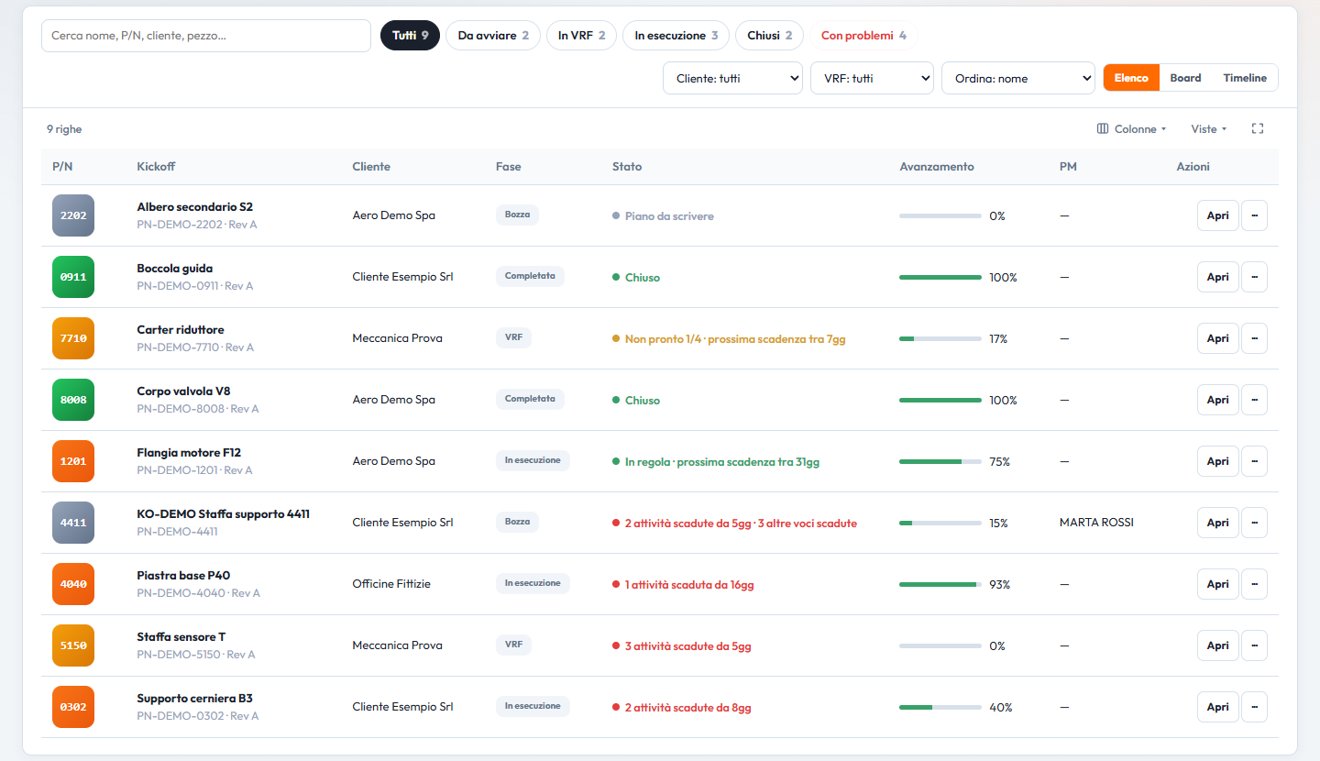 Cerca nome, P/N, cliente, pezzo...
Tutti 9 Da avviare 2 In VRF 2 In esecuzione 3 Chiusi 2 Con problemi 4
Cliente: tutti VRF: tutti Ordina: nome Elenco Board Timeline
9 righe Colonne Viste
P/N Kickoff Cliente Fase Stato Avanzamento PM Azioni
2202 Albero secondario S2 Aero Demo Spa Bozza Piano da scrivere 0% — Apri ···
PN-DEMO-2202 · Rev A
0911 Boccola guida Cliente Esempio Srl Completata Chiuso 100% — Apri ···
PN-DEMO-0911 · Rev A
7710 Carter riduttore Meccanica Prova VRF Non pronto 1/4 · prossima scadenza tra 7gg 17% — Apri ···
PN-DEMO-7710 · Rev A
8008 Corpo valvola V8 Aero Demo Spa Completata Chiuso 100% — Apri ···
PN-DEMO-8008 · Rev A
1201 Flangia motore F12 Aero Demo Spa In esecuzione In regola · prossima scadenza tra 31gg 75% — Apri ···
PN-DEMO-1201 · Rev A
4411 KO-DEMO Staffa supporto 4411 Cliente Esempio Srl Bozza 2 attività scadute da 5gg · 3 altre voci scadute 15% MARTA ROSSI Apri ···
PN-DEMO-4411
4040 Piastra base P40 Officine Fittizie In esecuzione 1 attività scaduta da 16gg 93% — Apri ···
PN-DEMO-4040 · Rev A
5150 Staffa sensore T Meccanica Prova VRF 3 attività scadute da 5gg 0% — Apri ···
PN-DEMO-5150 · Rev A
0302 Supporto cerniera B3 Cliente Esempio Srl In esecuzione 2 attività scadute da 8gg 40% — Apri ···
PN-DEMO-0302 · Rev A